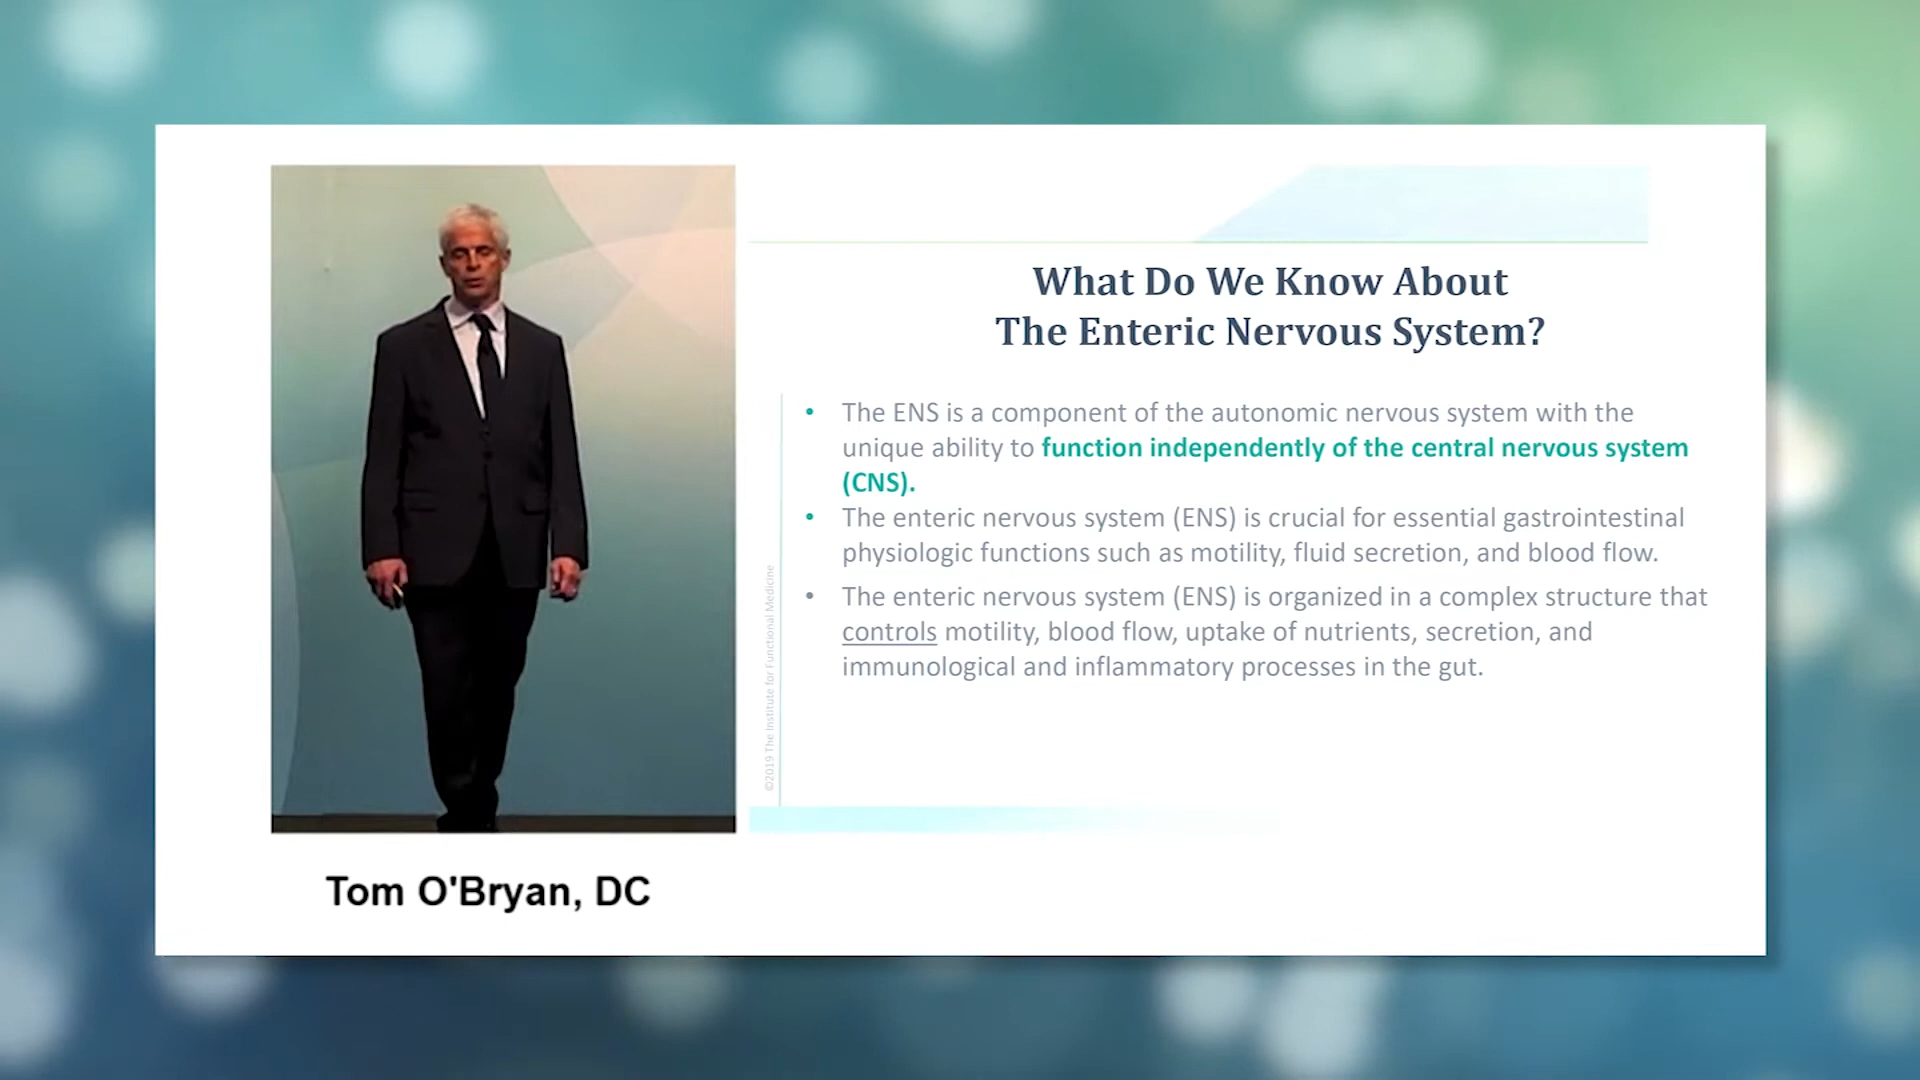 What Do We Know About
The Enteric Nervous System?
• The ENS is a component of the autonomic nervous system with the
unique ability to function independently of the central nervous system
(CNS).
• The enteric nervous system (ENS) is crucial for essential gastrointestinal
physiologic functions such as motility, fluid secretion, and blood flow.
• The enteric nervous system (ENS) is organized in a complex structure that
controls motility, blood flow, uptake of nutrients, secretion, and
immunological and inflammatory processes in the gut.
©2019 The Institute for Functional Medicine
Tom O'Bryan, DC